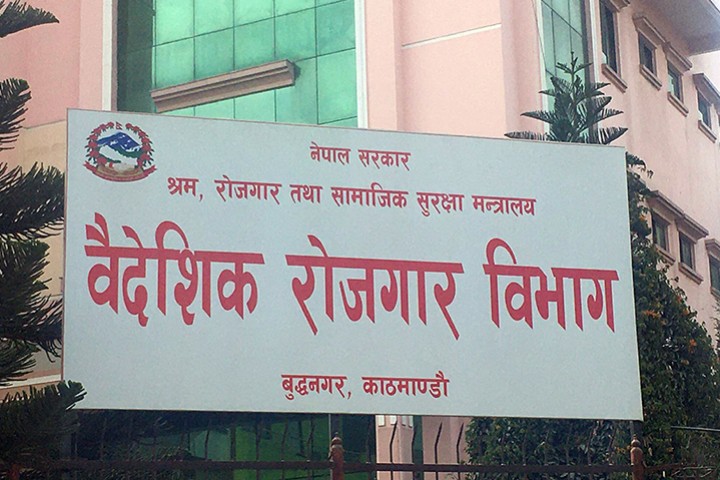 नेपाल सरकार
श्रम, रोजगार तथा सामाजिक सुरक्षा मन्त्रालय
वैदेशिक रोजगार विभाग
बुद्धनगर, काठमाण्डौ